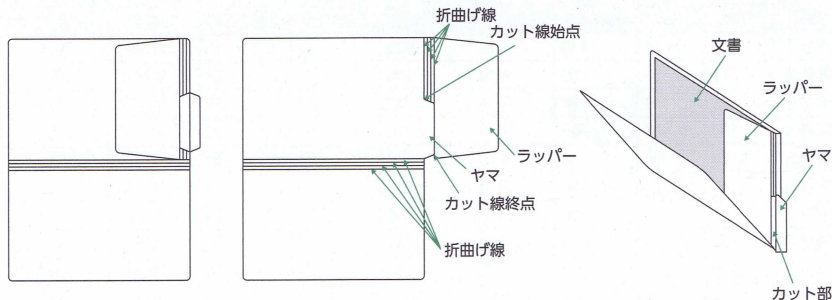 折曲げ線
カット線始点
ラッパー
ヤマ
カット線終点
折曲げ線
文書
ラッパー
ヤマ
カット部